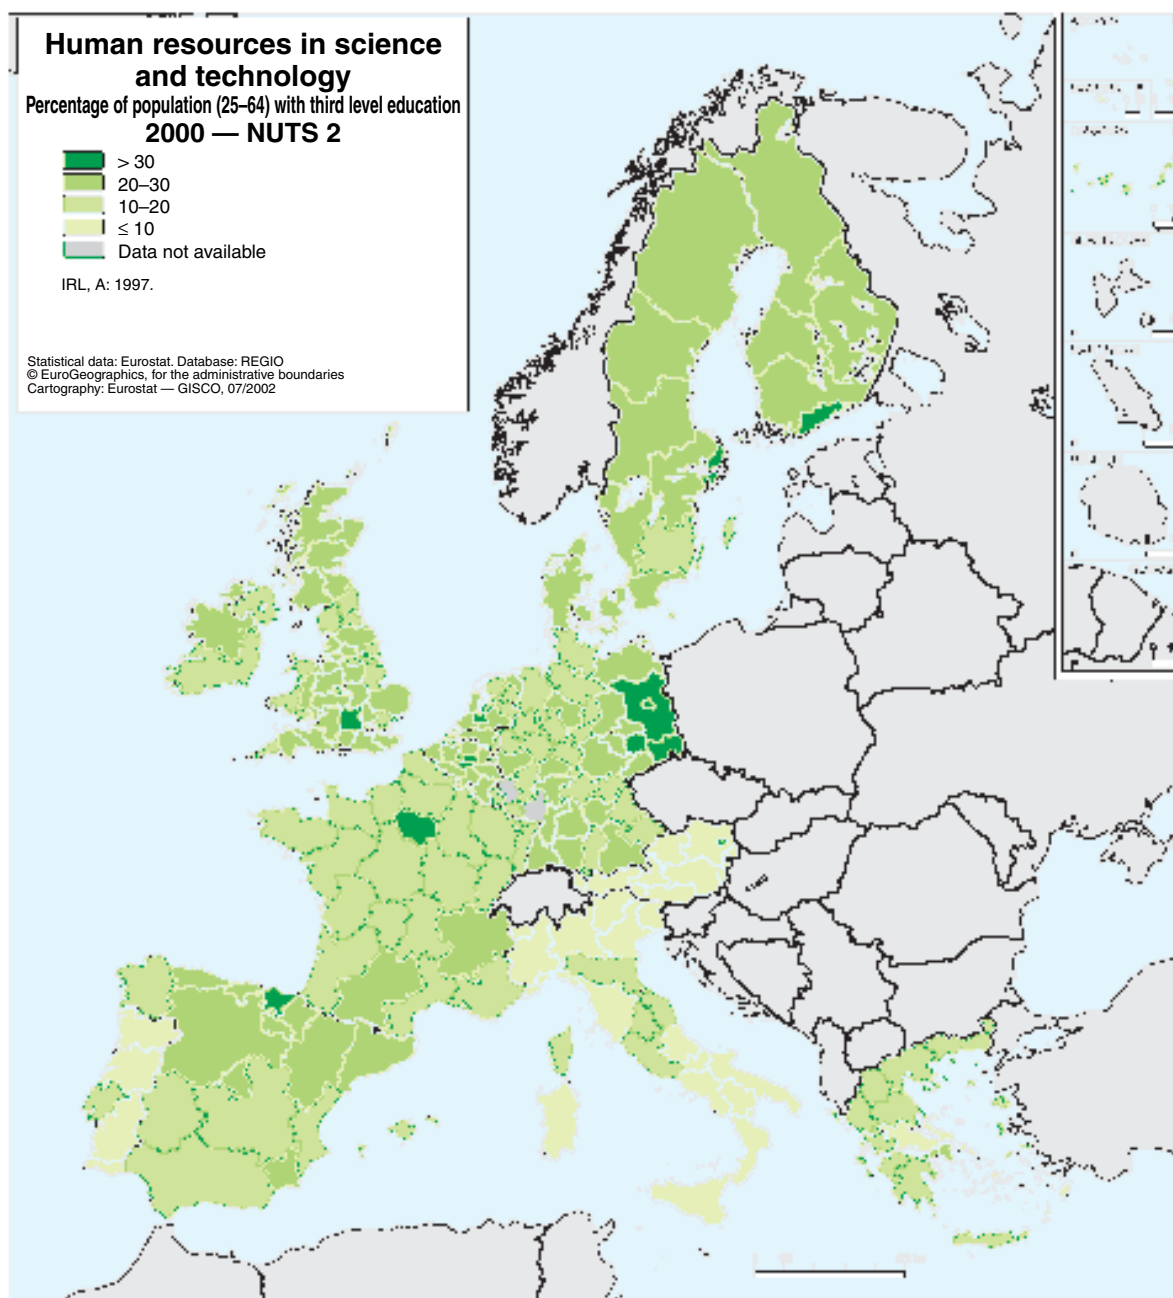 Human resources in science
and technology
Percentage of population (25–64) with third level education
2000 — NUTS 2
> 30
20–30
10–20
≤ 10
Data not available
IRL, A: 1997.
Statistical data: Eurostat. Database: REGIO
© EuroGeographics, for the administrative boundaries
Cartography: Eurostat — GISCO, 07/2002